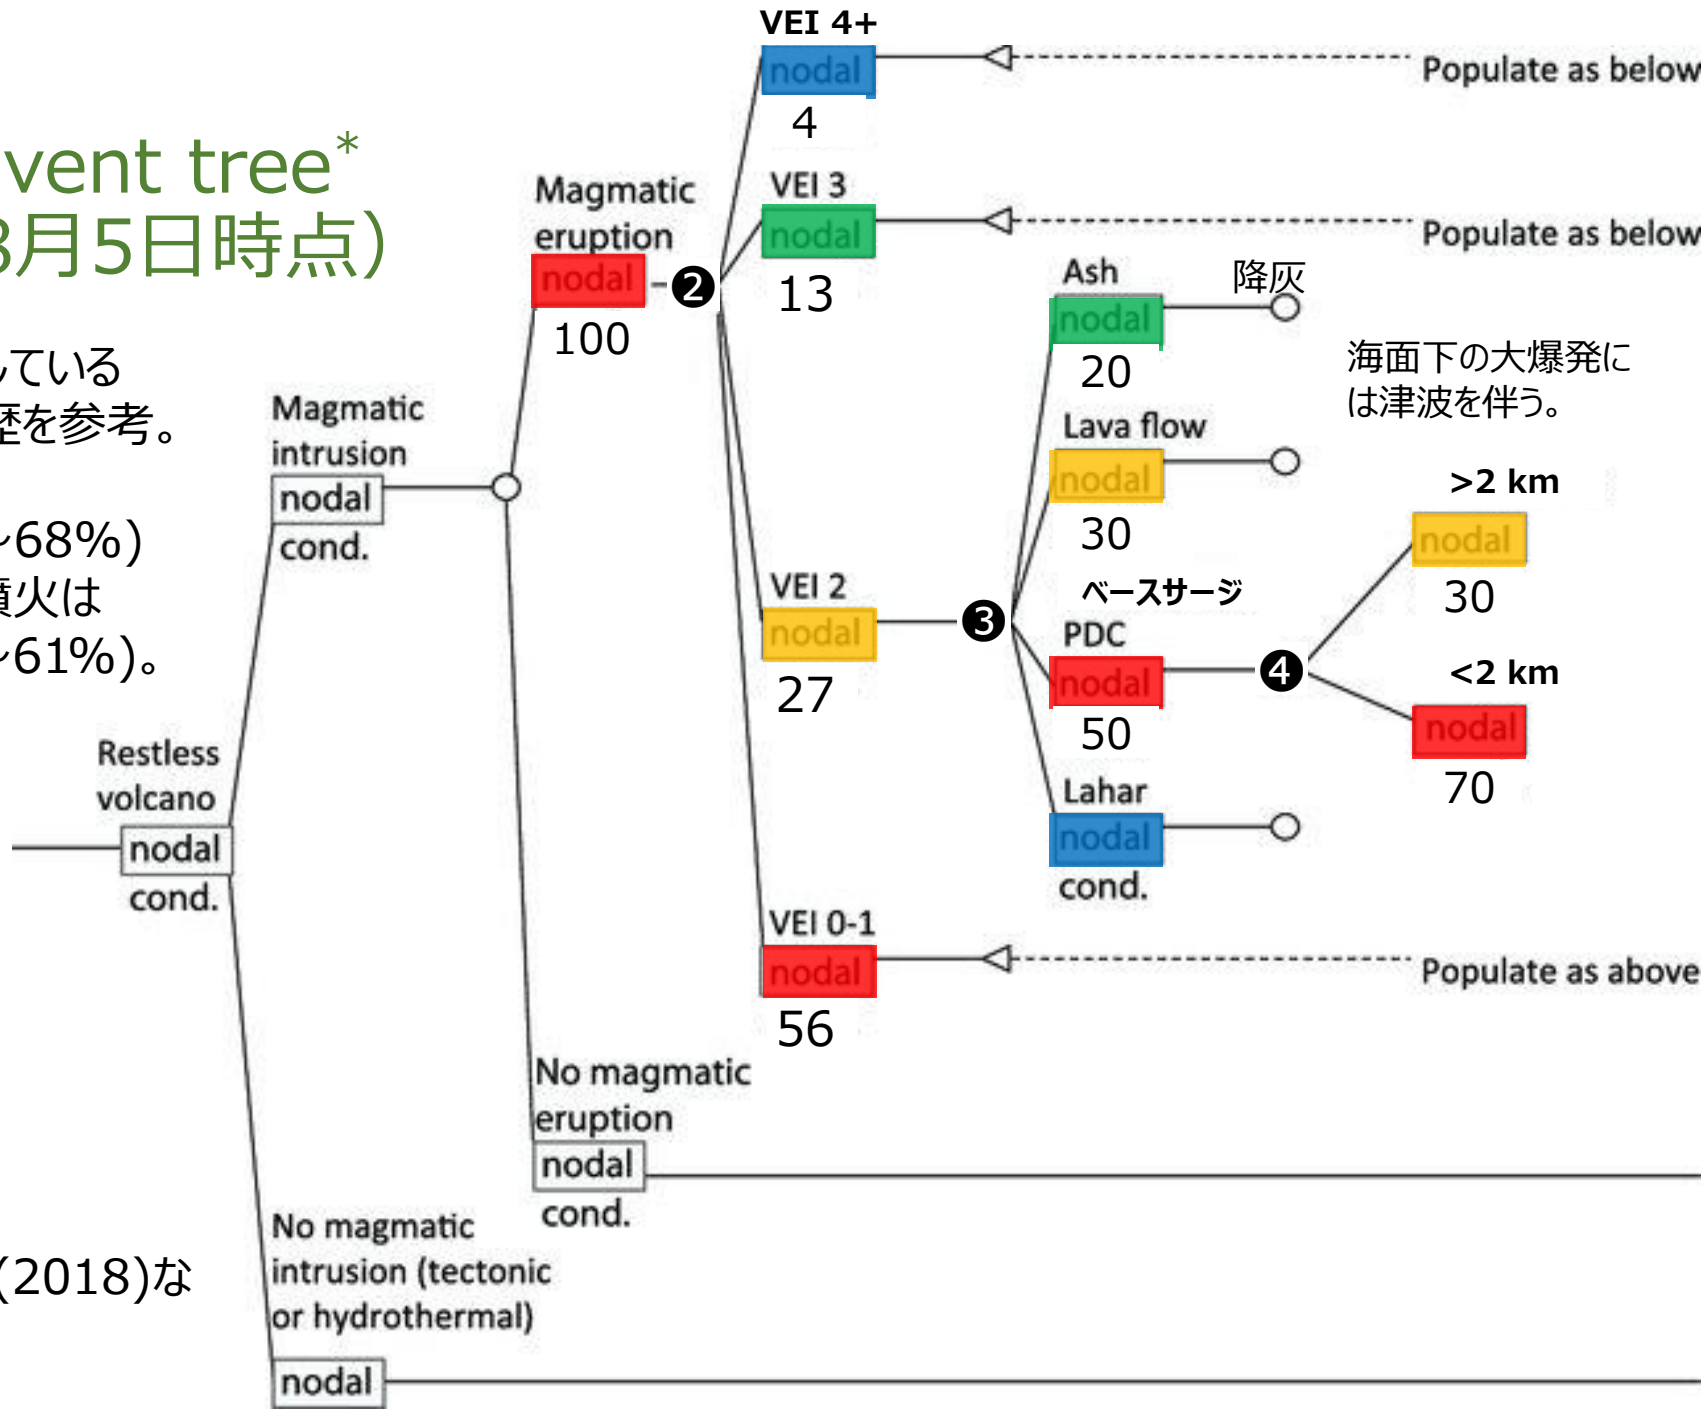 vent tree*
3月5日時点）
している
歴を参考。
~68%)
噴火は
~61%)。
(2018)な
Restless
volcano
nodal
cond.
Magmatic
intrusion
nodal
cond.
No magmatic
intrusion (tectonic
or hydrothermal)
nodal
Magmatic
eruption
nodal
100
❷
No magmatic
eruption
nodal
cond.
VEI 4+
nodal
4
Populate as below
VEI 3
nodal
13
Populate as below
VEI 2
nodal
27
❸
VEI 0-1
nodal
56
Populate as above
Ash
nodal
20
降灰
海面下の大爆発に
は津波を伴う。
Lava flow
nodal
30
ベースサージ
PDC
nodal
50
❹
Lahar
nodal
cond.
>2 km
nodal
30
<2 km
nodal
70